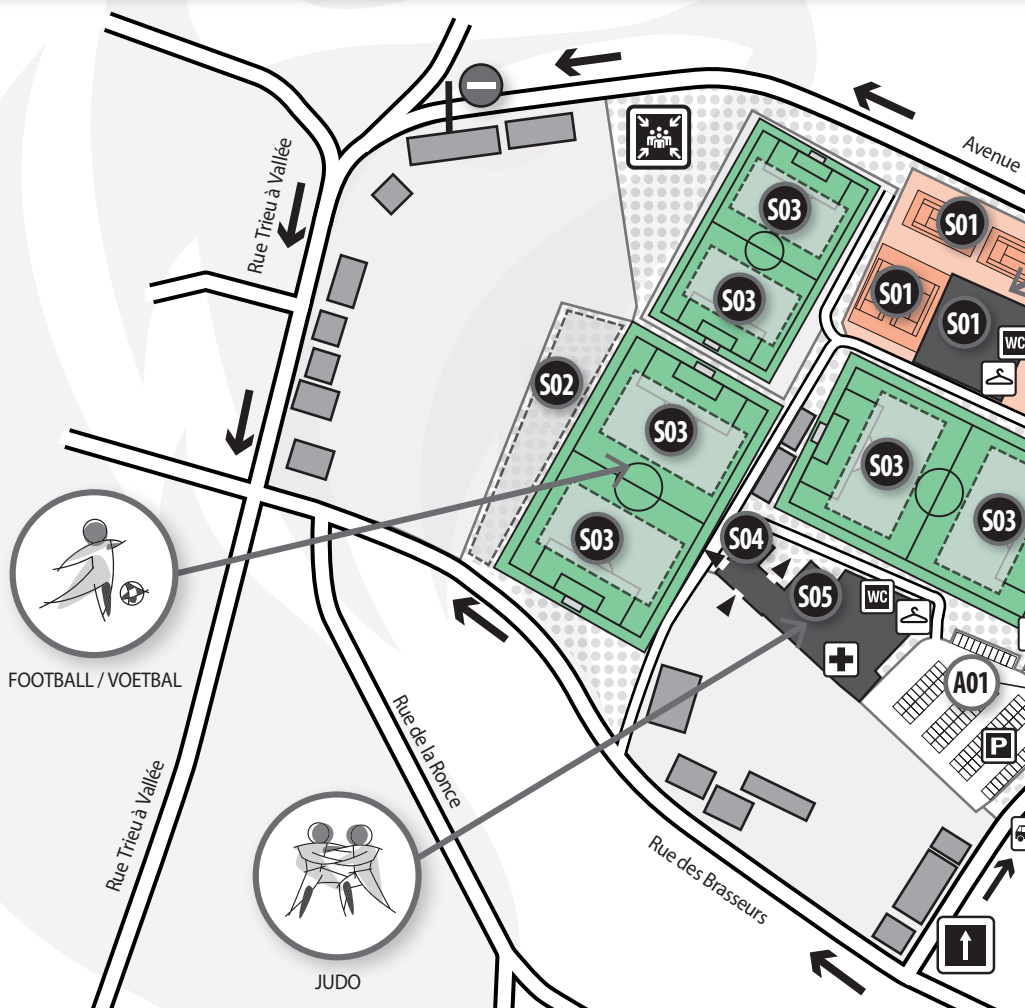 Avenue
Rue Trieu à Vallée
S03
S01
S03
S01
S01
WC
S02
S03
S03
S03
S03
S04
S05
WC
FOOTBALL / VOETBAL
A01
P
Rue de la Ronce
Rue Trieu à Vallée
Rue des Brasseurs
JUDO